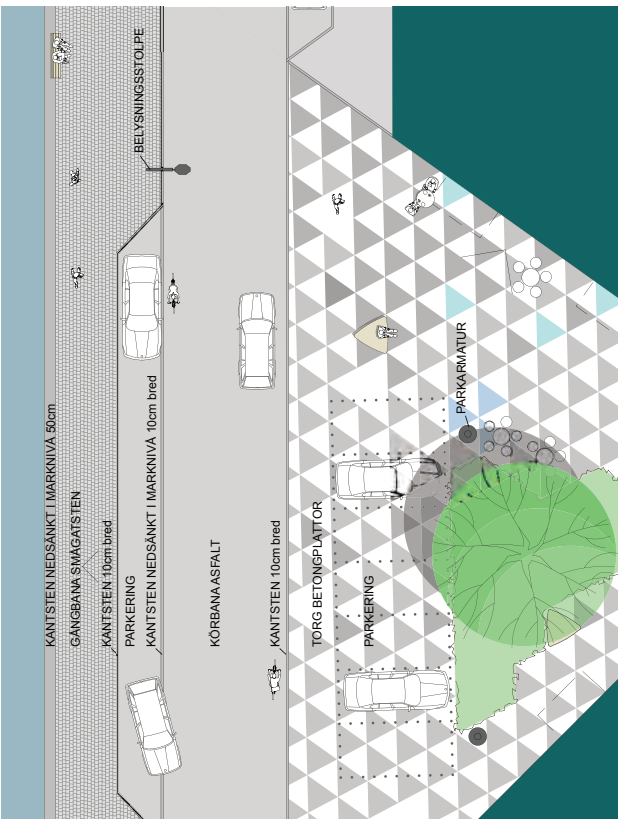 BELYSNINGSSTOLPE
KANTSTEN NEDSÄNKT I MARKNIVÅ 50cm
GÅNGBANA SMÅGATSTEN
KANTSTEN 10cm bred
PARKERING
KANTSTEN NEDSÄNKT I MARKNIVÅ 10cm bred
KÖRBANA ASFALT
KANTSTEN 10cm bred
TORG BETONGPLATTOR
PARKERING
PARKARMATUR